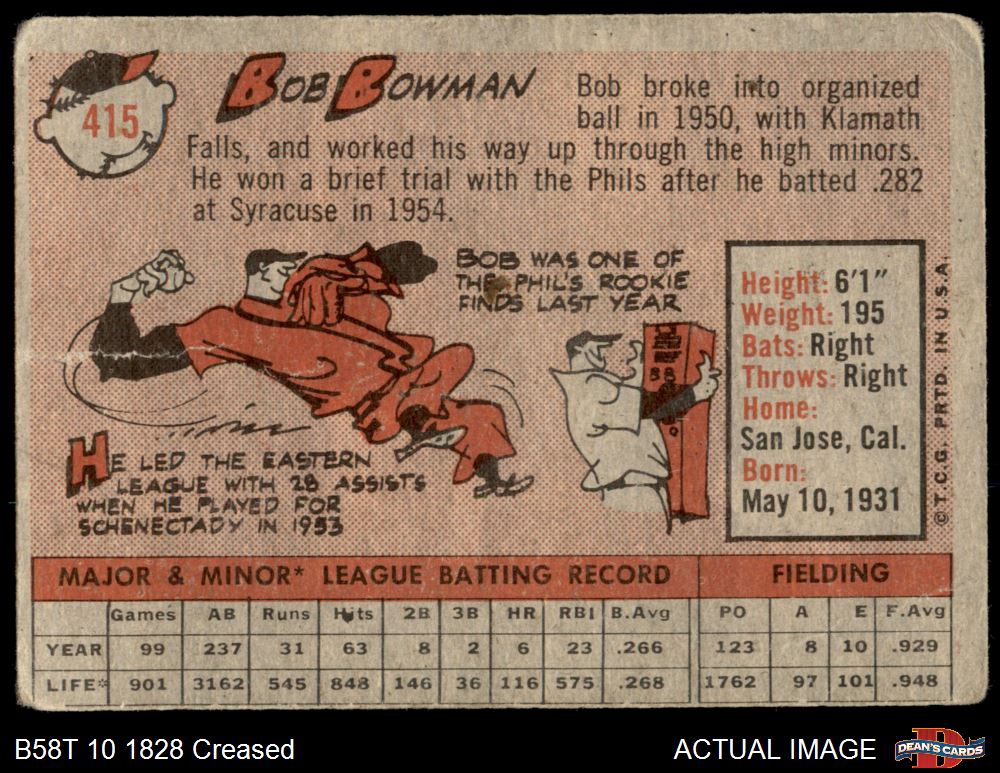 415
BOB BOWMAN
Bob broke into organized
ball in 1950, with Klamath
Falls, and worked his way up through the high minors.
He won a brief trial with the Phils after he batted .282
at Syracuse in 1954.
BOB WAS ONE OF
THE PHIL'S ROOKIE
FINDS LAST YEAR
HE LED THE EASTERN
LEAGUE WITH 28 ASSISTS
WHEN HE PLAYED FOR
SCHENECTADY IN 1953
BB
Height: 6'1"
Weight: 195
Bats: Right
Throws: Right
Home:
San Jose, Cal.
Born:
May 10, 1931
© T.C.G. PRTD. IN U.S.A.
MAJOR & MINOR* LEAGUE BATTING RECORD FIELDING
Games AB Runs Hits 2B 3B HR RBI B.Avg PO A E F.Avg
YEAR 99 237 31 63 8 2 6 23 .266 123 8 10 .929
LIFE* 901 3162 545 848 146 36 116 575 .268 1762 97 101 .948
B58T 10 1828 Creased
ACTUAL IMAGE
D
DEAN'S CARDS